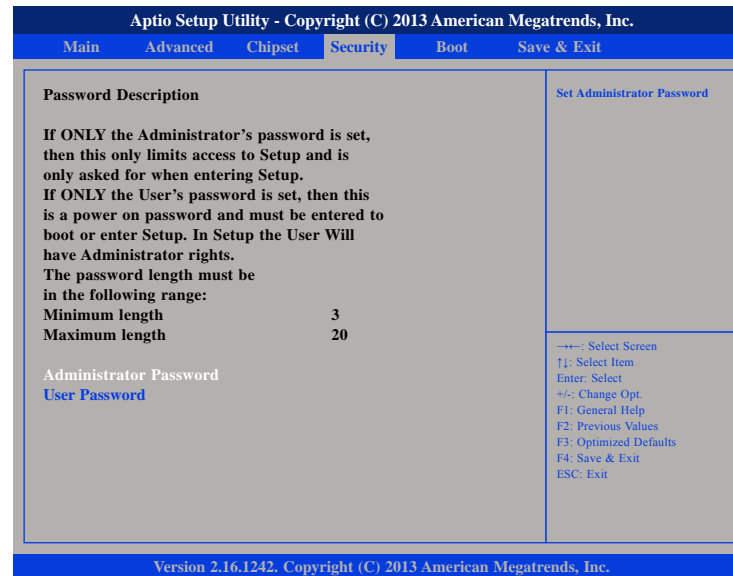 Aptio Setup Utility - Copyright (C) 2013 American Megatrends, Inc.
Main Advanced Chipset Security Boot Save & Exit
Password Description
If ONLY the Administrator's password is set,
then this only limits access to Setup and is
only asked for when entering Setup.
If ONLY the User's password is set, then this
is a power on password and must be entered to
boot or enter Setup. In Setup the User Will
have Administrator rights.
The password length must be
in the following range:
Minimum length 3
Maximum length 20
Administrator Password
User Password
Set Administrator Password
→←: Select Screen
↑↓: Select Item
Enter: Select
+/-: Change Opt.
F1: General Help
F2: Previous Values
F3: Optimized Defaults
F4: Save & Exit
ESC: Exit
Version 2.16.1242. Copyright (C) 2013 American Megatrends, Inc.